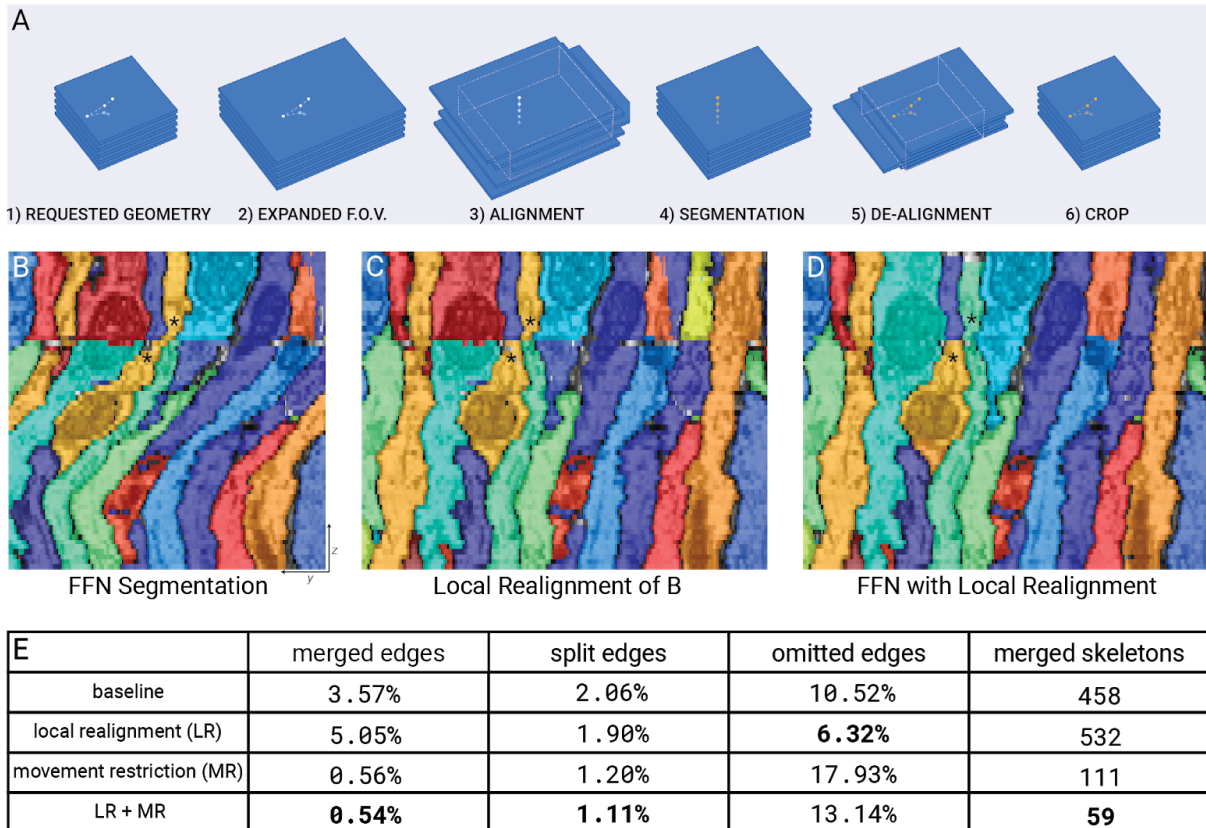 A
1) REQUESTED GEOMETRY 2) EXPANDED F.O.V. 3) ALIGNMENT 4) SEGMENTATION 5) DE-ALIGNMENT 6) CROP
B C D
*
*
*
*
*
*
z
y
FFN Segmentation Local Realignment of B FFN with Local Realignment
E merged edges split edges omitted edges merged skeletons
baseline 3.57% 2.06% 10.52% 458
local realignment (LR) 5.05% 1.90% 6.32% 532
movement restriction (MR) 0.56% 1.20% 17.93% 111
LR + MR 0.54% 1.11% 13.14% 59